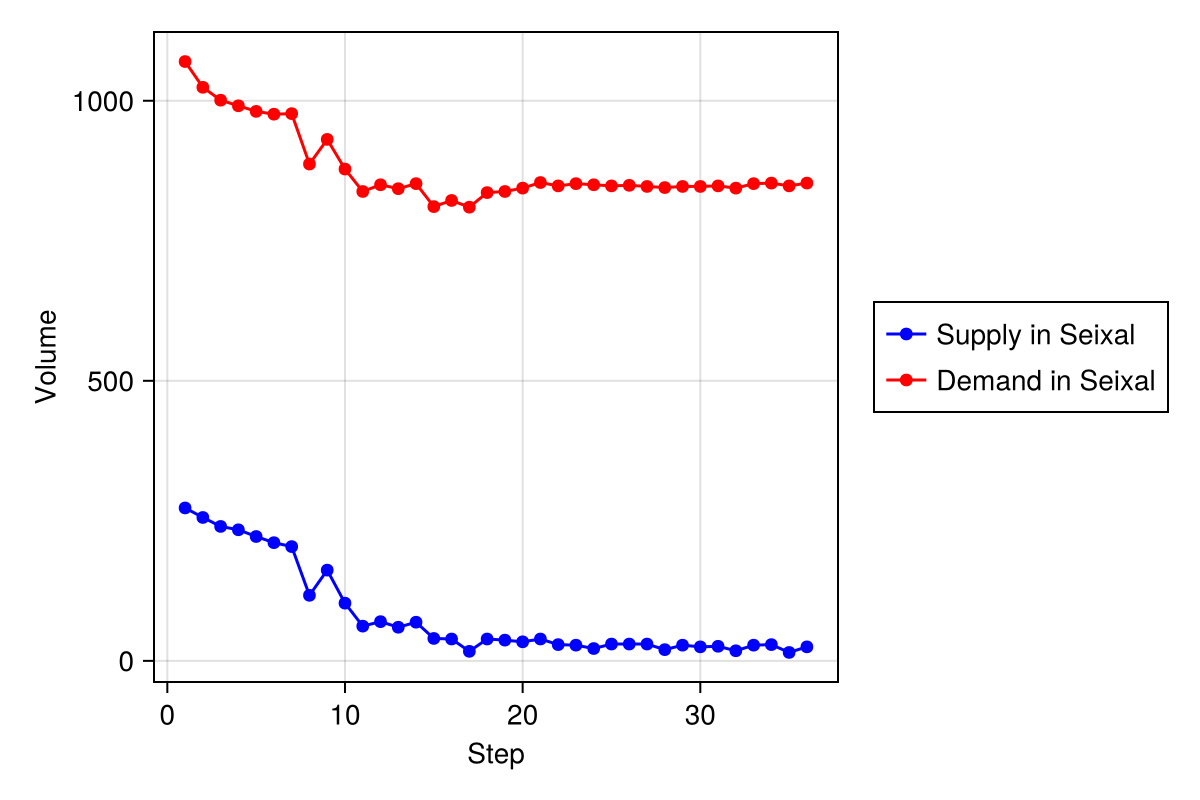 1000
500
0
Volume
0 10 20 30
Step
Supply in Seixal
Demand in Seixal